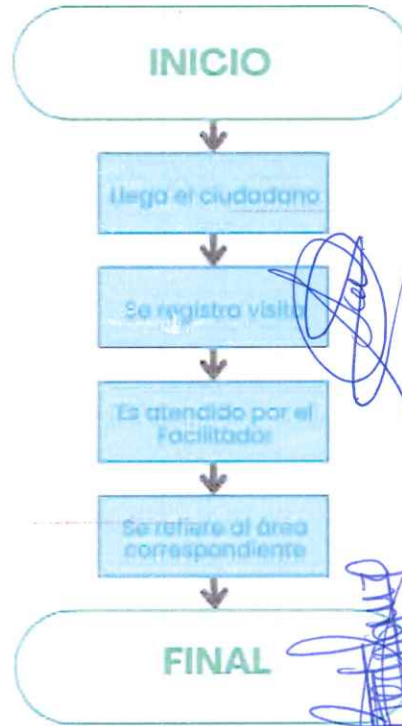 INICIO
Llega el ciudadano
Se registra visita
Es atendido por el
Facilitador
Se refiere al área
correspondiente
FINAL